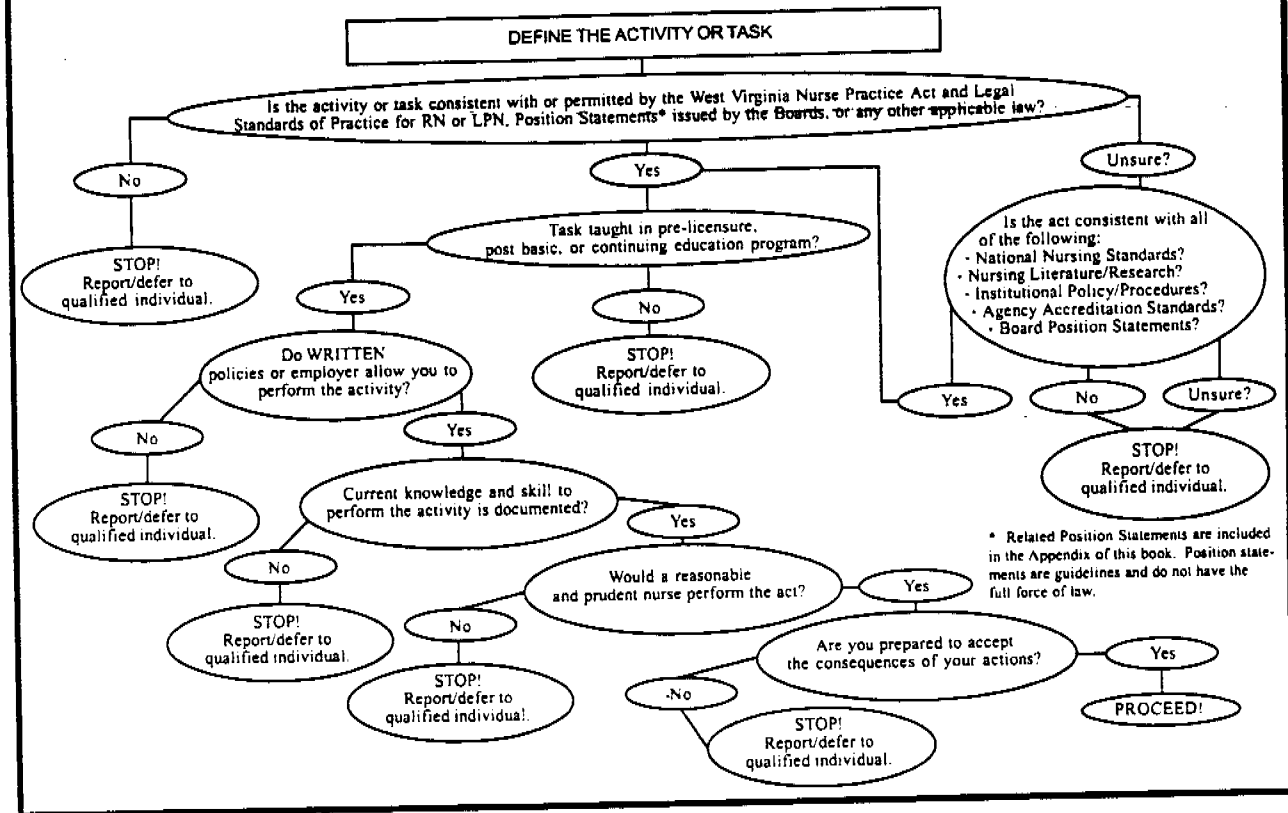 DEFINE THE ACTIVITY OR TASK
Is the activity or task consistent with or permitted by the West Virginia Nurse Practice Act and Legal
Standards of Practice for RN or LPN, Position Statements* issued by the Boards, or any other applicable law?
No
Yes
Unsure?
STOP!
Report/defer to
qualified individual.
Task taught in pre-licensure,
post basic, or continuing education program?
Is the act consistent with all
of the following:
- National Nursing Standards?
- Nursing Literature/Research?
- Institutional Policy/Procedures?
- Agency Accreditation Standards?
- Board Position Statements?
Yes
No
STOP!
Report/defer to
qualified individual.
Do WRITTEN
policies or employer allow you to
perform the activity?
Yes
No
Unsure?
STOP!
Report/defer to
qualified individual.
No
Yes
STOP!
Report/defer to
qualified individual.
Current knowledge and skill to
perform the activity is documented?
No
Yes
STOP!
Report/defer to
qualified individual.
* Related Position Statements are included
in the Appendix of this book. Position state-
ments are guidelines and do not have the
full force of law.
Would a reasonable
and prudent nurse perform the act?
No
Yes
STOP!
Report/defer to
qualified individual.
Are you prepared to accept
the consequences of your actions?
-No
Yes
STOP!
Report/defer to
qualified individual.
PROCEED!